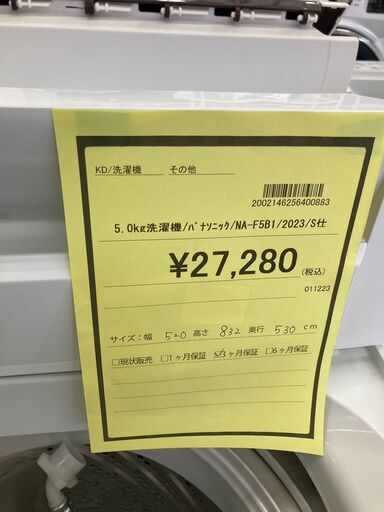 KD/洗濯機 その他
2002146256400883
5.0kg洗濯機/パナソニック/NA-F5B1/2023/S仕
¥27,280(税込)
011223
サイズ:幅 520 高さ 832 奥行 530 cm
□現状販売 □1ヶ月保証 ☑3ヶ月保証 □6ヶ月保証